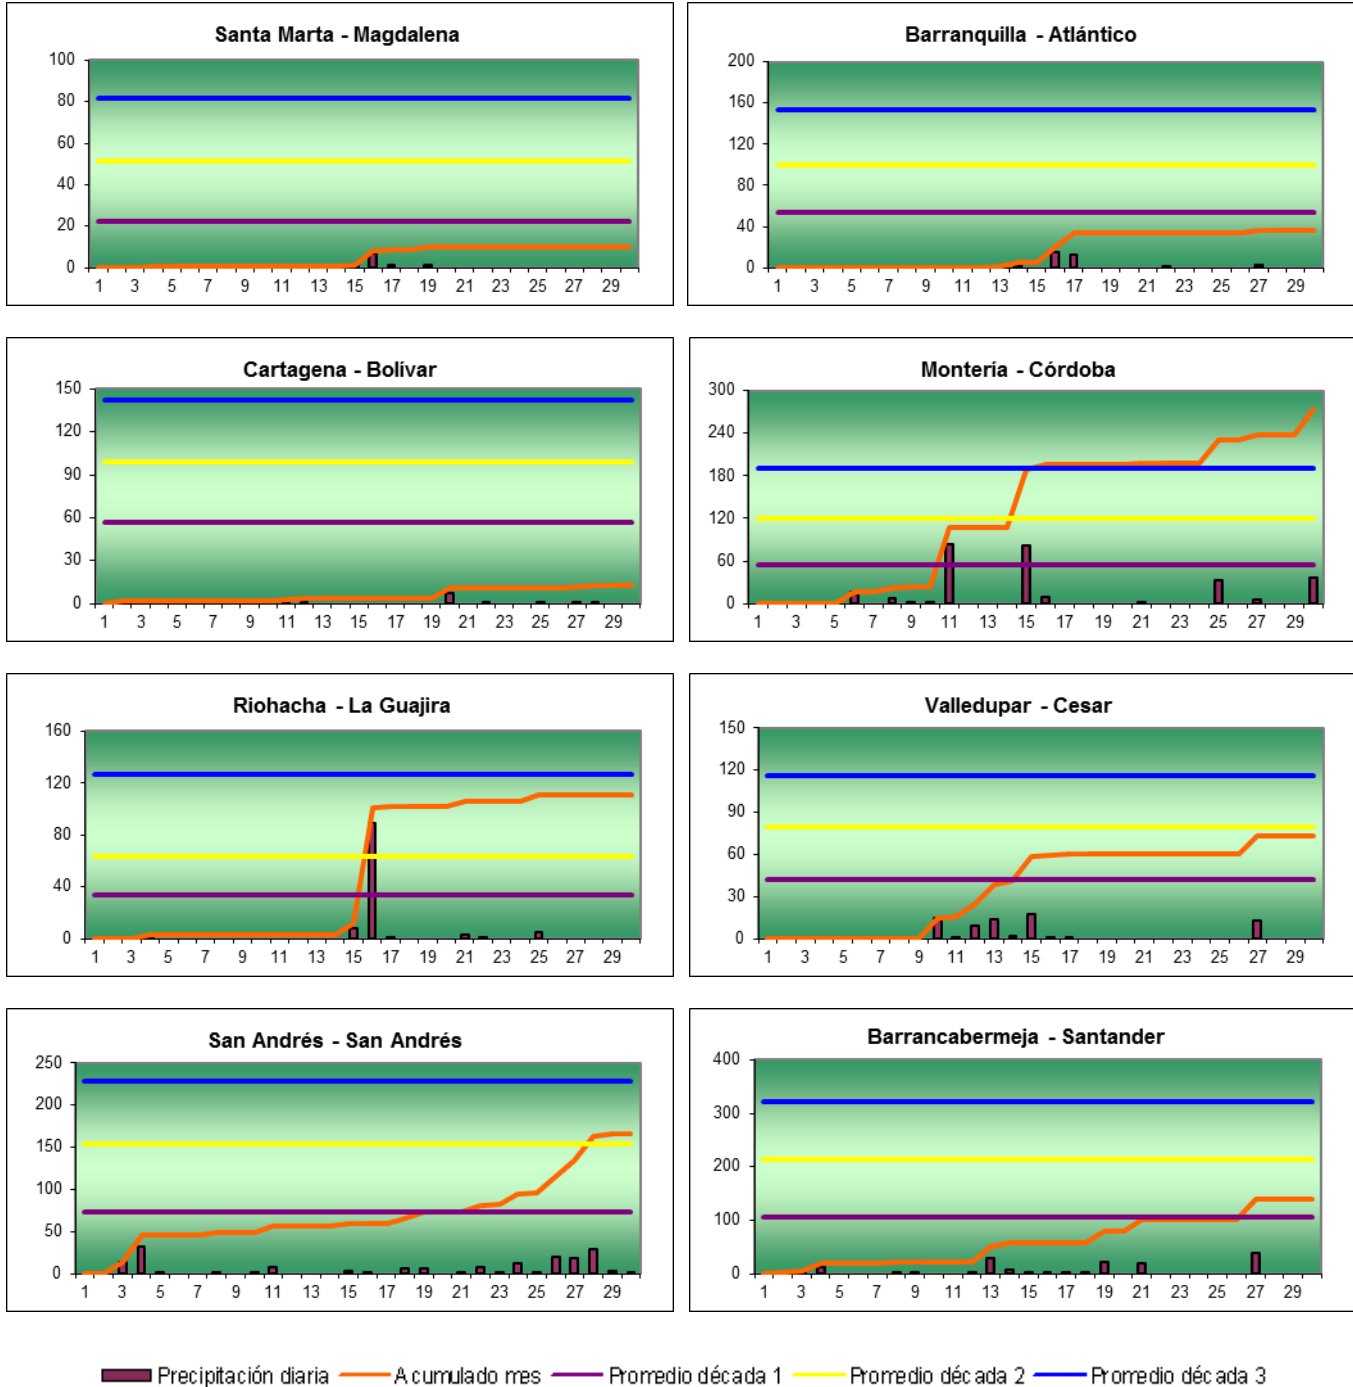 Santa Marta - Magdalena
100
80
60
40
20
0
1 3 5 7 9 11 13 15 17 19 21 23 25 27 29
Barranquilla - Atlántico
200
160
120
80
40
0
1 3 5 7 9 11 13 15 17 19 21 23 25 27 29
Cartagena - Bolívar
150
120
90
60
30
0
1 3 5 7 9 11 13 15 17 19 21 23 25 27 29
Montería - Córdoba
300
240
180
120
60
0
1 3 5 7 9 11 13 15 17 19 21 23 25 27 29
Riohacha - La Guajira
160
120
80
40
0
1 3 5 7 9 11 13 15 17 19 21 23 25 27 29
Valledupar - Cesar
150
120
90
60
30
0
1 3 5 7 9 11 13 15 17 19 21 23 25 27 29
San Andrés - San Andrés
250
200
150
100
50
0
1 3 5 7 9 11 13 15 17 19 21 23 25 27 29
Barrancabermeja - Santander
400
300
200
100
0
1 3 5 7 9 11 13 15 17 19 21 23 25 27 29
Precipitación diaria Acumulado mes Promedio década 1 Promedio década 2 Promedio década 3